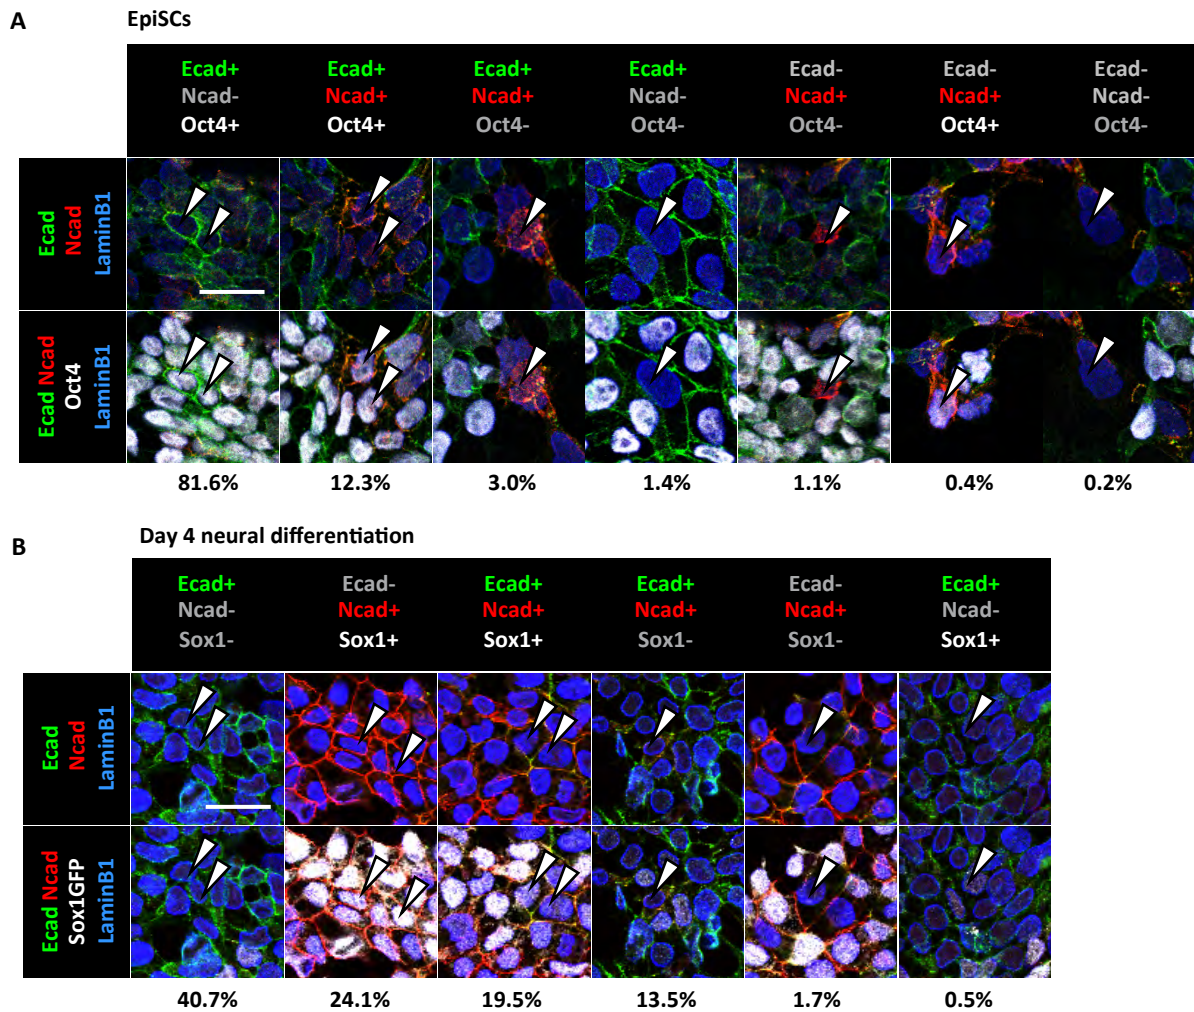 A
EpiSCs
Ecad+ Ecad+ Ecad+ Ecad+ Ecad- Ecad- Ecad-
Ncad- Ncad+ Ncad+ Ncad- Ncad+ Ncad+ Ncad-
Oct4+ Oct4+ Oct4- Oct4- Oct4- Oct4+ Oct4-
Ecad
Ncad
LaminB1
Ecad Ncad
Oct4
LaminB1
81.6% 12.3% 3.0% 1.4% 1.1% 0.4% 0.2%
B
Day 4 neural differentiation
Ecad+ Ecad- Ecad+ Ecad+ Ecad- Ecad+
Ncad- Ncad+ Ncad+ Ncad+ Ncad+ Ncad-
Sox1- Sox1+ Sox1+ Sox1- Sox1- Sox1+
Ecad
Ncad
LaminB1
Ecad Ncad
Sox1GFP
LaminB1
40.7% 24.1% 19.5% 13.5% 1.7% 0.5%